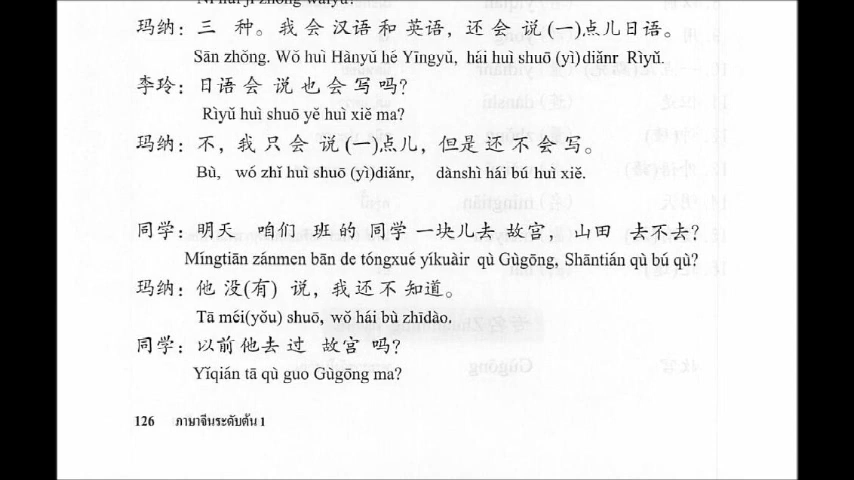 玛纳：三 种。我 会 汉语 和 英语，还 会 说 (一)点儿 日语。
Sān zhǒng. Wǒ huì Hànyǔ hé Yīngyǔ, hái huì shuō (yì)diǎnr Rìyǔ.
李玲：日语 会 说 也 会 写 吗？
Rìyǔ huì shuō yě huì xiě ma?
玛纳：不，我 只 会 说 (一)点儿，但是 还 不 会 写。
Bù, wó zhǐ huì shuō (yì)diǎnr, dànshì hái bú huì xiě.
同学：明天 咱们 班 的 同学 一块儿 去 故宫，山田 去不去？
Míngtiān zánmen bān de tóngxué yíkuàir qù Gùgōng, Shāntián qù bú qù?
玛纳：他 没(有) 说，我 还 不 知道。
Tā méi(yǒu) shuō, wǒ hái bù zhīdào.
同学：以前 他 去 过 故宫 吗？
Yǐqián tā qù guo Gùgōng ma?
126 ภาษาจีนระดับต้น 1